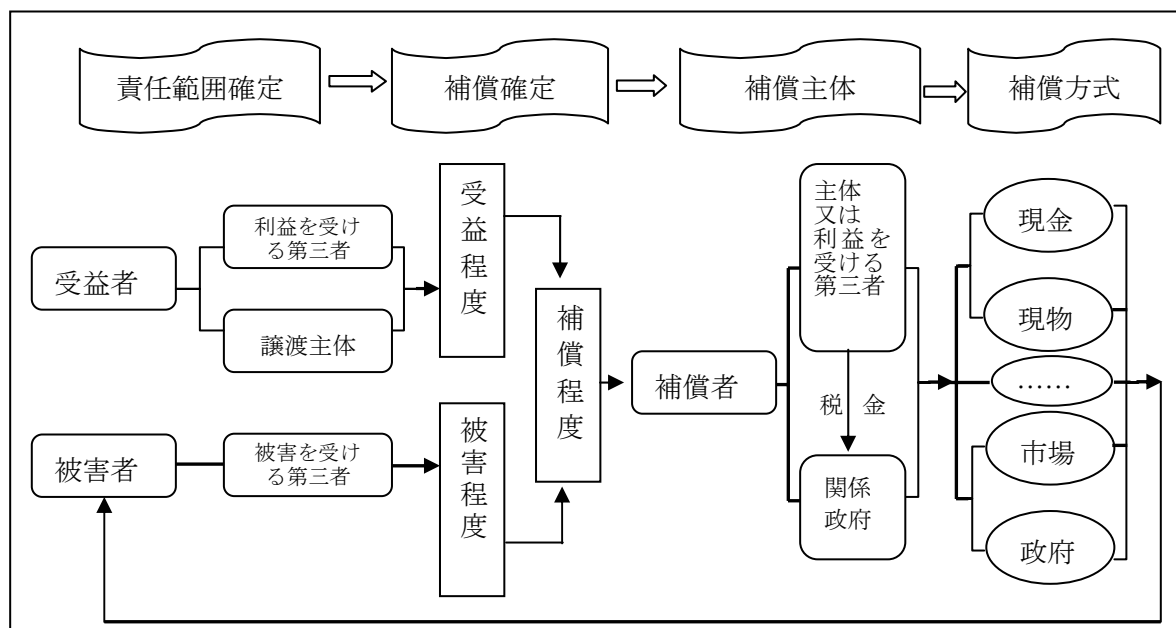 責任範囲確定
補償確定
補償主体
補償方式
受益者
利益を受け
る第三者
譲渡主体
受益程度
被害者
被害を受け
る第三者
被害程度
補償程度
補償者
主体
又は
利益を
受ける
第三者
税 金
関係
政府
現金
現物
……
市場
政府